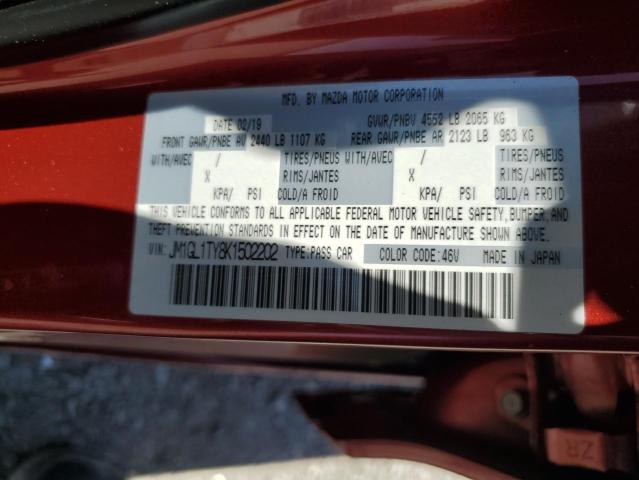 MFD. BY MAZDA MOTOR CORPORATION
DATE 02/19 GVWR/PNBV 4552 LB 2065 KG
FRONT GAWR/PNBE AV 2440 LB 1107 KG REAR GAWR/PNBE AR 2123 LB 963 KG
WITH/AVEC / TIRES/PNEUS WITH/AVEC / TIRES/PNEUS
X RIMS/JANTES X RIMS/JANTES
KPA/ PSI COLD/A FROID KPA/ PSI COLD/A FROID
THIS VEHICLE CONFORMS TO ALL APPLICABLE FEDERAL MOTOR VEHICLE SAFETY, BUMPER, AND
THEFT PREVENTION STANDARDS IN EFFECT ON THE DATE OF MANUFACTURE SHOWN ABOVE.
VIN: JM1GL1TY8K1502202 TYPE:PASS CAR COLOR CODE:46V MADE IN JAPAN
ZR